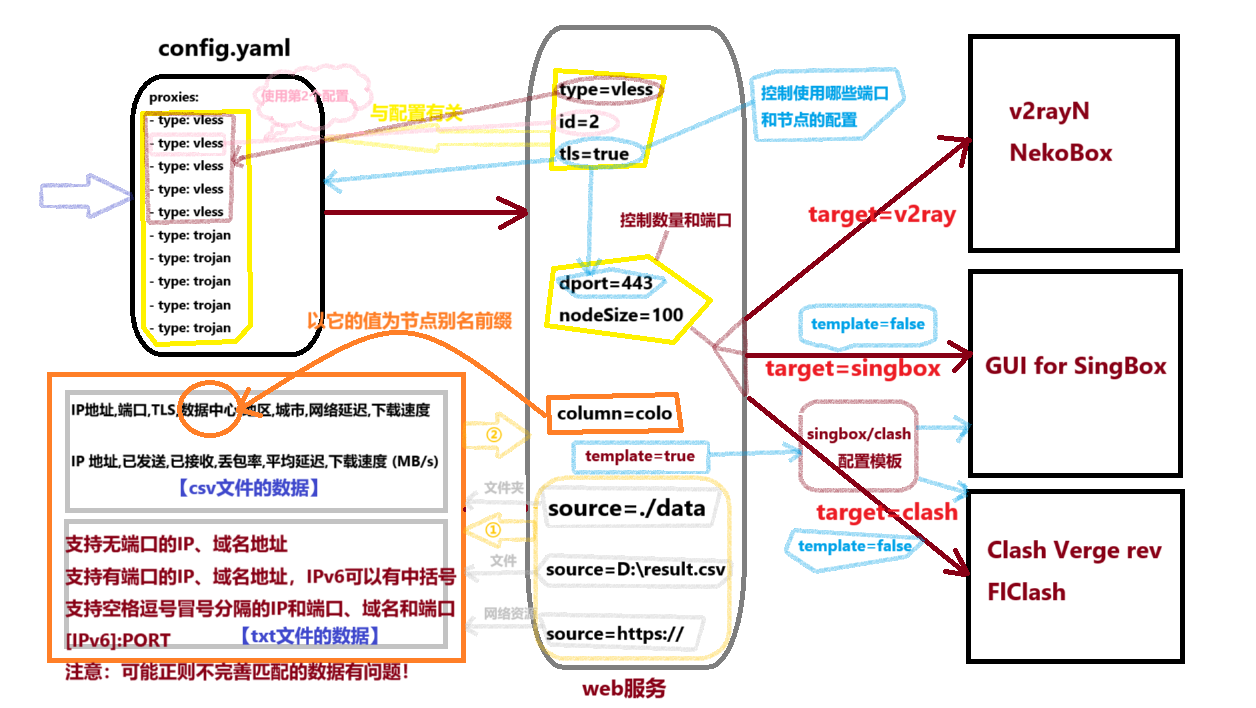 config.yaml
proxies:
- type: vless
- type: vless
- type: vless
- type: vless
- type: vless
- type: trojan
- type: trojan
- type: trojan
- type: trojan
- type: trojan
使用第2个配置
与配置有关
type=vless
id=2
tls=true
控制使用哪些端口
和节点的配置
控制数量和端口
dport=443
nodeSize=100
以它的值为节点别名前缀
column=colo
template=true
source=./data
source=D:\result.csv
source=https://
web服务
IP地址,端口,TLS,数据中心,地区,城市,网络延迟,下载速度
IP 地址,已发送,已接收,丢包率,平均延迟,下载速度 (MB/s)
【csv文件的数据】
支持无端口的IP、域名地址
支持有端口的IP、域名地址，IPv6可以有中括号
支持空格逗号冒号分隔的IP和端口、域名和端口
[IPv6]:PORT
【txt文件的数据】
注意：可能正则不完善匹配的数据有问题！
②
文件夹
①
文件
网络资源
target=v2ray
template=false
target=singbox
singbox/clash
配置模板
target=clash
template=false
v2rayN
NekoBox
GUI for SingBox
Clash Verge rev
FlClash